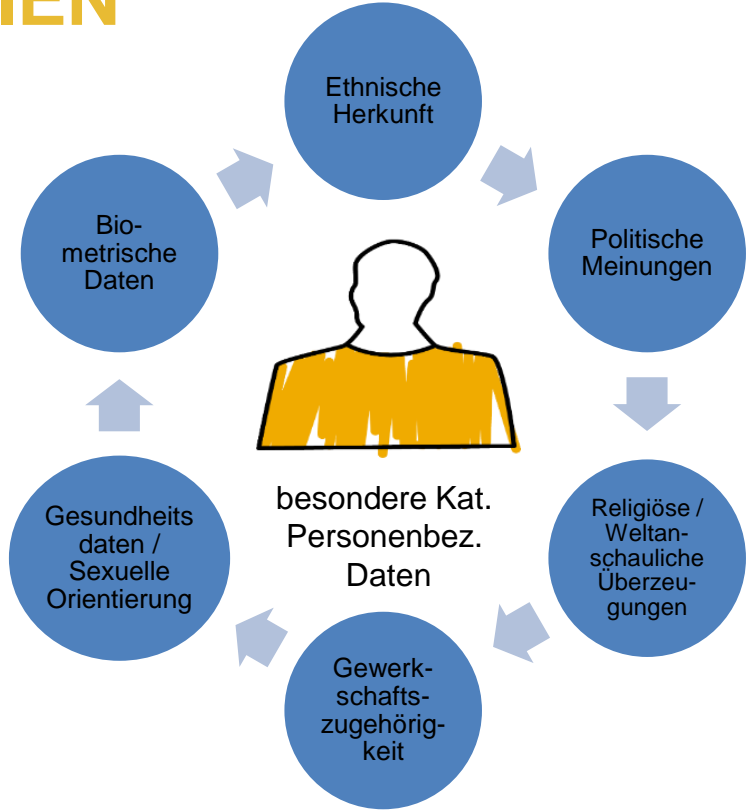 IEN
Ethnische
Herkunft
Politische
Meinungen
Religiöse /
Weltan-
schauliche
Überzeu-
gungen
Gewerk-
schafts-
zugehörig-
keit
Gesundheits
daten /
Sexuelle
Orientierung
Bio-
metrische
Daten
besondere Kat.
Personenbez.
Daten